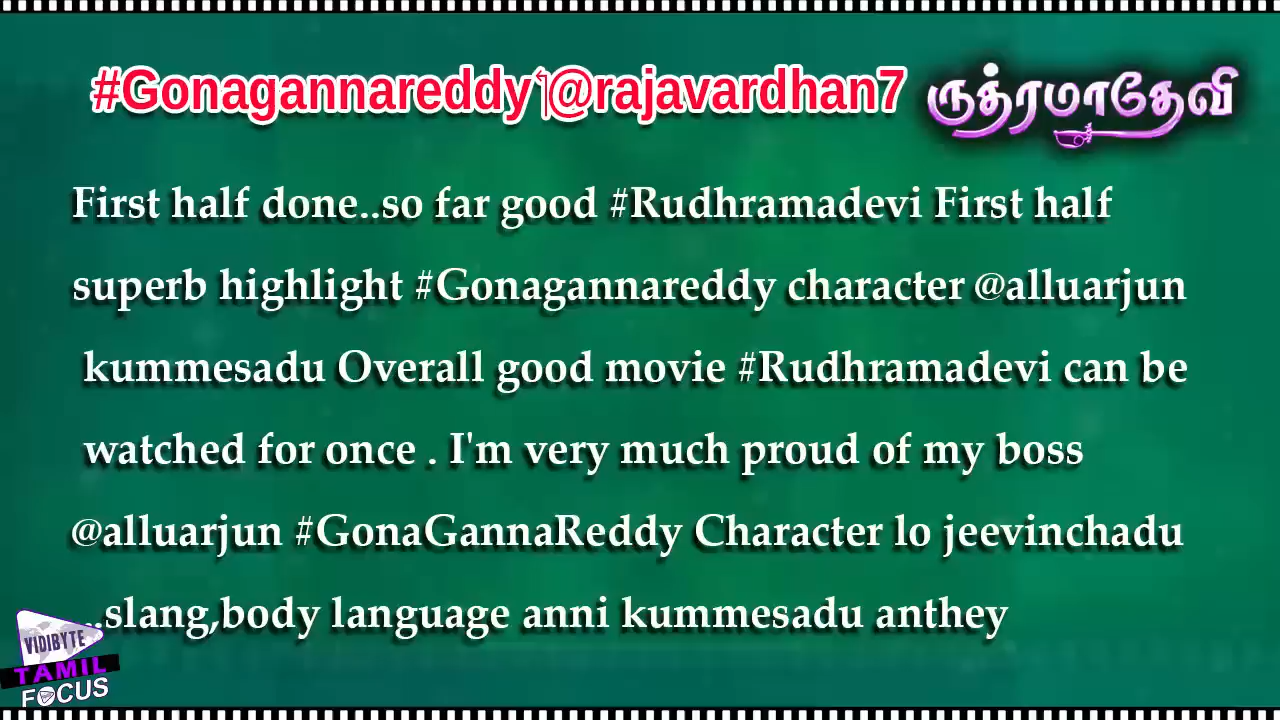 #Gonagannareddy @rajavardhan7
ருத்ரமாதேவி
First half done..so far good #Rudhramadevi First half
superb highlight #Gonagannareddy character @alluarjun
kummesadu Overall good movie #Rudhramadevi can be
watched for once . I'm very much proud of my boss
@alluarjun #GonaGannaReddy Character lo jeevinchadu
..slang,body language anni kummesadu anthey
VIDIBYTE
TAMIL
FOCUS